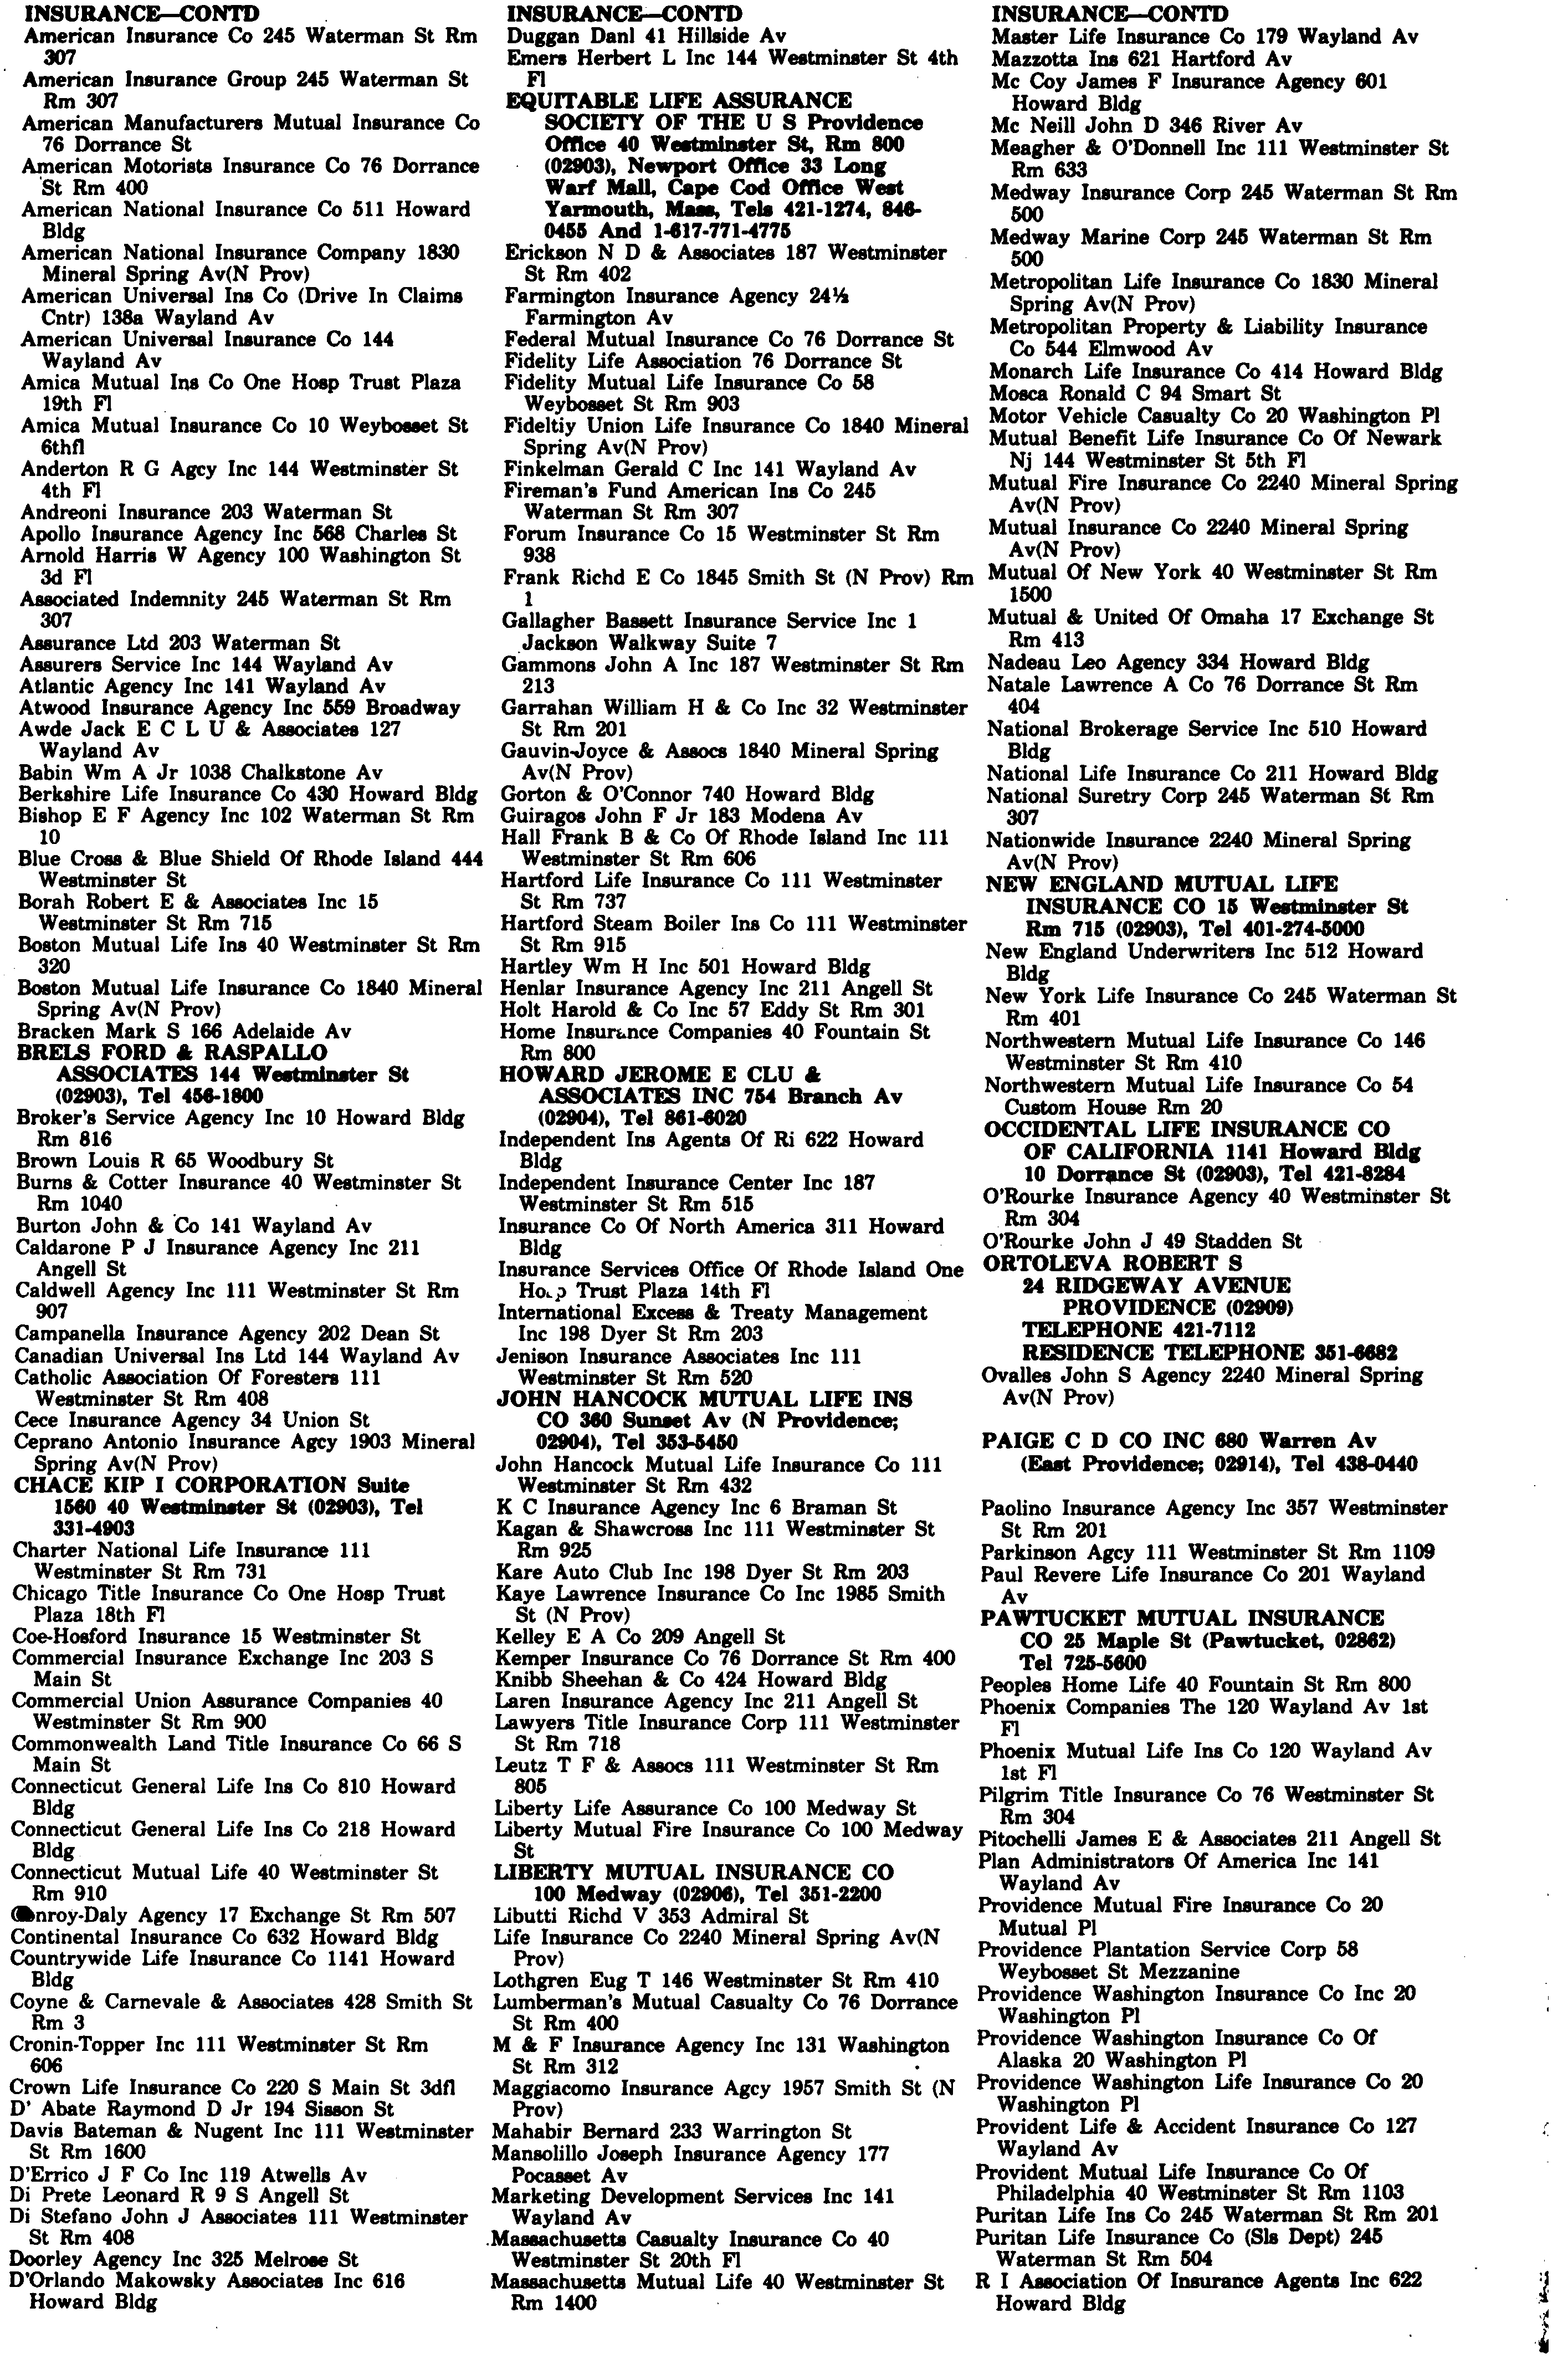 INSURANCE—CONTD
American Insurance Co 245 Waterman St Rm
307
American Insurance Group 245 Waterman St
Rm 307
American Manufacturers Mutual Insurance Co
76 Dorrance St
American Motorists Insurance Co 76 Dorrance
St Rm 400
American National Insurance Co 511 Howard
Bldg
American National Insurance Company 1830
Mineral Spring Av(N Prov)
American Universal Ins Co (Drive In Claims
Cntr) 138a Wayland Av
American Universal Insurance Co 144
Wayland Av
Amica Mutual Ins Co One Hosp Trust Plaza
19th Fl
Amica Mutual Insurance Co 10 Weybosset St
6thfl
Anderton R G Agcy Inc 144 Westminster St
4th Fl
Andreoni Insurance 203 Waterman St
Apollo Insurance Agency Inc 568 Charles St
Arnold Harris W Agency 100 Washington St
3d Fl
Associated Indemnity 245 Waterman St Rm
307
Assurance Ltd 203 Waterman St
Assurers Service Inc 144 Wayland Av
Atlantic Agency Inc 141 Wayland Av
Atwood Insurance Agency Inc 559 Broadway
Awde Jack E C L U & Associates 127
Wayland Av
Babin Wm A Jr 1038 Chalkstone Av
Berkshire Life Insurance Co 430 Howard Bldg
Bishop E F Agency Inc 102 Waterman St Rm
10
Blue Cross & Blue Shield Of Rhode Island 444
Westminster St
Borah Robert E & Associates Inc 15
Westminster St Rm 715
Boston Mutual Life Ins 40 Westminster St Rm
320
Boston Mutual Life Insurance Co 1840 Mineral
Spring Av(N Prov)
Bracken Mark S 166 Adelaide Av
BRELS FORD & RASPALLO
ASSOCIATES 144 Westminster St
(02903), Tel 456-1800
Broker's Service Agency Inc 10 Howard Bldg
Rm 816
Brown Louis R 65 Woodbury St
Burns & Cotter Insurance 40 Westminster St
Rm 1040
Burton John & Co 141 Wayland Av
Caldarone P J Insurance Agency Inc 211
Angell St
Caldwell Agency Inc 111 Westminster St Rm
907
Campanella Insurance Agency 202 Dean St
Canadian Universal Ins Ltd 144 Wayland Av
Catholic Association Of Foresters 111
Westminster St Rm 408
Cece Insurance Agency 34 Union St
Ceprano Antonio Insurance Agcy 1903 Mineral
Spring Av(N Prov)
CHACE KIP I CORPORATION Suite
1560 40 Westminster St (02903), Tel
331-4903
Charter National Life Insurance 111
Westminster St Rm 731
Chicago Title Insurance Co One Hosp Trust
Plaza 18th Fl
Coe-Hosford Insurance 15 Westminster St
Commercial Insurance Exchange Inc 203 S
Main St
Commercial Union Assurance Companies 40
Westminster St Rm 900
Commonwealth Land Title Insurance Co 66 S
Main St
Connecticut General Life Ins Co 810 Howard
Bldg
Connecticut General Life Ins Co 218 Howard
Bldg
Connecticut Mutual Life 40 Westminster St
Rm 910
Conroy-Daly Agency 17 Exchange St Rm 507
Continental Insurance Co 632 Howard Bldg
Countrywide Life Insurance Co 1141 Howard
Bldg
Coyne & Carnevale & Associates 428 Smith St
Rm 3
Cronin-Topper Inc 111 Westminster St Rm
606
Crown Life Insurance Co 220 S Main St 3dfl
D' Abate Raymond D Jr 194 Sisson St
Davis Bateman & Nugent Inc 111 Westminster
St Rm 1600
D'Errico J F Co Inc 119 Atwells Av
Di Prete Leonard R 9 S Angell St
Di Stefano John J Associates 111 Westminster
St Rm 408
Doorley Agency Inc 325 Melrose St
D'Orlando Makowsky Associates Inc 616
Howard Bldg
INSURANCE—CONTD
Duggan Danl 41 Hillside Av
Emers Herbert L Inc 144 Westminster St 4th
Fl
EQUITABLE LIFE ASSURANCE
SOCIETY OF THE U S Providence
Office 40 Westminster St, Rm 800
(02903), Newport Office 33 Long
Warf Mall, Cape Cod Office West
Yarmouth, Mass, Tels 421-1274, 846-
0455 And 1-617-771-4775
Erickson N D & Associates 187 Westminster
St Rm 402
Farmington Insurance Agency 24½
Farmington Av
Federal Mutual Insurance Co 76 Dorrance St
Fidelity Life Association 76 Dorrance St
Fidelity Mutual Life Insurance Co 58
Weybosset St Rm 903
Fideltiy Union Life Insurance Co 1840 Mineral
Spring Av(N Prov)
Finkelman Gerald C Inc 141 Wayland Av
Fireman's Fund American Ins Co 245
Waterman St Rm 307
Forum Insurance Co 15 Westminster St Rm
938
Frank Richd E Co 1845 Smith St (N Prov) Rm
1
Gallagher Bassett Insurance Service Inc 1
Jackson Walkway Suite 7
Gammons John A Inc 187 Westminster St Rm
213
Garrahan William H & Co Inc 32 Westminster
St Rm 201
Gauvin-Joyce & Assocs 1840 Mineral Spring
Av(N Prov)
Gorton & O'Connor 740 Howard Bldg
Guiragos John F Jr 183 Modena Av
Hall Frank B & Co Of Rhode Island Inc 111
Westminster St Rm 606
Hartford Life Insurance Co 111 Westminster
St Rm 737
Hartford Steam Boiler Ins Co 111 Westminster
St Rm 915
Hartley Wm H Inc 501 Howard Bldg
Henlar Insurance Agency Inc 211 Angell St
Holt Harold & Co Inc 57 Eddy St Rm 301
Home Insurance Companies 40 Fountain St
Rm 800
HOWARD JEROME E CLU &
ASSOCIATES INC 754 Branch Av
(02904), Tel 861-6020
Independent Ins Agents Of Ri 622 Howard
Bldg
Independent Insurance Center Inc 187
Westminster St Rm 515
Insurance Co Of North America 311 Howard
Bldg
Insurance Services Office Of Rhode Island One
Hosp Trust Plaza 14th Fl
International Excess & Treaty Management
Inc 198 Dyer St Rm 203
Jenison Insurance Associates Inc 111
Westminster St Rm 520
JOHN HANCOCK MUTUAL LIFE INS
CO 360 Sunset Av (N Providence;
02904), Tel 353-5450
John Hancock Mutual Life Insurance Co 111
Westminster St Rm 432
K C Insurance Agency Inc 6 Braman St
Kagan & Shawcross Inc 111 Westminster St
Rm 925
Kare Auto Club Inc 198 Dyer St Rm 203
Kaye Lawrence Insurance Co Inc 1985 Smith
St (N Prov)
Kelley E A Co 209 Angell St
Kemper Insurance Co 76 Dorrance St Rm 400
Knibb Sheehan & Co 424 Howard Bldg
Laren Insurance Agency Inc 211 Angell St
Lawyers Title Insurance Corp 111 Westminster
St Rm 718
Leutz T F & Assocs 111 Westminster St Rm
805
Liberty Life Assurance Co 100 Medway St
Liberty Mutual Fire Insurance Co 100 Medway
St
LIBERTY MUTUAL INSURANCE CO
100 Medway (02906), Tel 351-2200
Libutti Richd V 353 Admiral St
Life Insurance Co 2240 Mineral Spring Av(N
Prov)
Lothgren Eug T 146 Westminster St Rm 410
Lumberman's Mutual Casualty Co 76 Dorrance
St Rm 400
M & F Insurance Agency Inc 131 Washington
St Rm 312
Maggiacomo Insurance Agcy 1957 Smith St (N
Prov)
Mahabir Bernard 233 Warrington St
Mansolillo Joseph Insurance Agency 177
Pocasset Av
Marketing Development Services Inc 141
Wayland Av
Massachusetts Casualty Insurance Co 40
Westminster St 20th Fl
Massachusetts Mutual Life 40 Westminster St
Rm 1400
INSURANCE—CONTD
Master Life Insurance Co 179 Wayland Av
Mazzotta Ins 621 Hartford Av
Mc Coy James F Insurance Agency 601
Howard Bldg
Mc Neill John D 346 River Av
Meagher & O'Donnell Inc 111 Westminster St
Rm 633
Medway Insurance Corp 245 Waterman St Rm
500
Medway Marine Corp 245 Waterman St Rm
500
Metropolitan Life Insurance Co 1830 Mineral
Spring Av(N Prov)
Metropolitan Property & Liability Insurance
Co 544 Elmwood Av
Monarch Life Insurance Co 414 Howard Bldg
Mosca Ronald C 94 Smart St
Motor Vehicle Casualty Co 20 Washington Pl
Mutual Benefit Life Insurance Co Of Newark
Nj 144 Westminster St 5th Fl
Mutual Fire Insurance Co 2240 Mineral Spring
Av(N Prov)
Mutual Insurance Co 2240 Mineral Spring
Av(N Prov)
Mutual Of New York 40 Westminster St Rm
1500
Mutual & United Of Omaha 17 Exchange St
Rm 413
Nadeau Leo Agency 334 Howard Bldg
Natale Lawrence A Co 76 Dorrance St Rm
404
National Brokerage Service Inc 510 Howard
Bldg
National Life Insurance Co 211 Howard Bldg
National Suretry Corp 245 Waterman St Rm
307
Nationwide Insurance 2240 Mineral Spring
Av(N Prov)
NEW ENGLAND MUTUAL LIFE
INSURANCE CO 15 Westminster St
Rm 715 (02903), Tel 401-274-5000
New England Underwriters Inc 512 Howard
Bldg
New York Life Insurance Co 245 Waterman St
Rm 401
Northwestern Mutual Life Insurance Co 146
Westminster St Rm 410
Northwestern Mutual Life Insurance Co 54
Custom House Rm 20
OCCIDENTAL LIFE INSURANCE CO
OF CALIFORNIA 1141 Howard Bldg
10 Dorrance St (02903), Tel 421-8284
O'Rourke Insurance Agency 40 Westminster St
Rm 304
O'Rourke John J 49 Stadden St
ORTOLEVA ROBERT S
24 RIDGEWAY AVENUE
PROVIDENCE (02909)
TELEPHONE 421-7112
RESIDENCE TELEPHONE 351-6682
Ovalles John S Agency 2240 Mineral Spring
Av(N Prov)
PAIGE C D CO INC 680 Warren Av
(East Providence; 02914), Tel 438-0440
Paolino Insurance Agency Inc 357 Westminster
St Rm 201
Parkinson Agcy 111 Westminster St Rm 1109
Paul Revere Life Insurance Co 201 Wayland
Av
PAWTUCKET MUTUAL INSURANCE
CO 25 Maple St (Pawtucket, 02862)
Tel 725-5600
Peoples Home Life 40 Fountain St Rm 800
Phoenix Companies The 120 Wayland Av 1st
Fl
Phoenix Mutual Life Ins Co 120 Wayland Av
1st Fl
Pilgrim Title Insurance Co 76 Westminster St
Rm 304
Pitochelli James E & Associates 211 Angell St
Plan Administrators Of America Inc 141
Wayland Av
Providence Mutual Fire Insurance Co 20
Mutual Pl
Providence Plantation Service Corp 58
Weybosset St Mezzanine
Providence Washington Insurance Co Inc 20
Washington Pl
Providence Washington Insurance Co Of
Alaska 20 Washington Pl
Providence Washington Life Insurance Co 20
Washington Pl
Provident Life & Accident Insurance Co 127
Wayland Av
Provident Mutual Life Insurance Co Of
Philadelphia 40 Westminster St Rm 1103
Puritan Life Ins Co 245 Waterman St Rm 201
Puritan Life Insurance Co (Sls Dept) 245
Waterman St Rm 504
R I Association Of Insurance Agents Inc 622
Howard Bldg